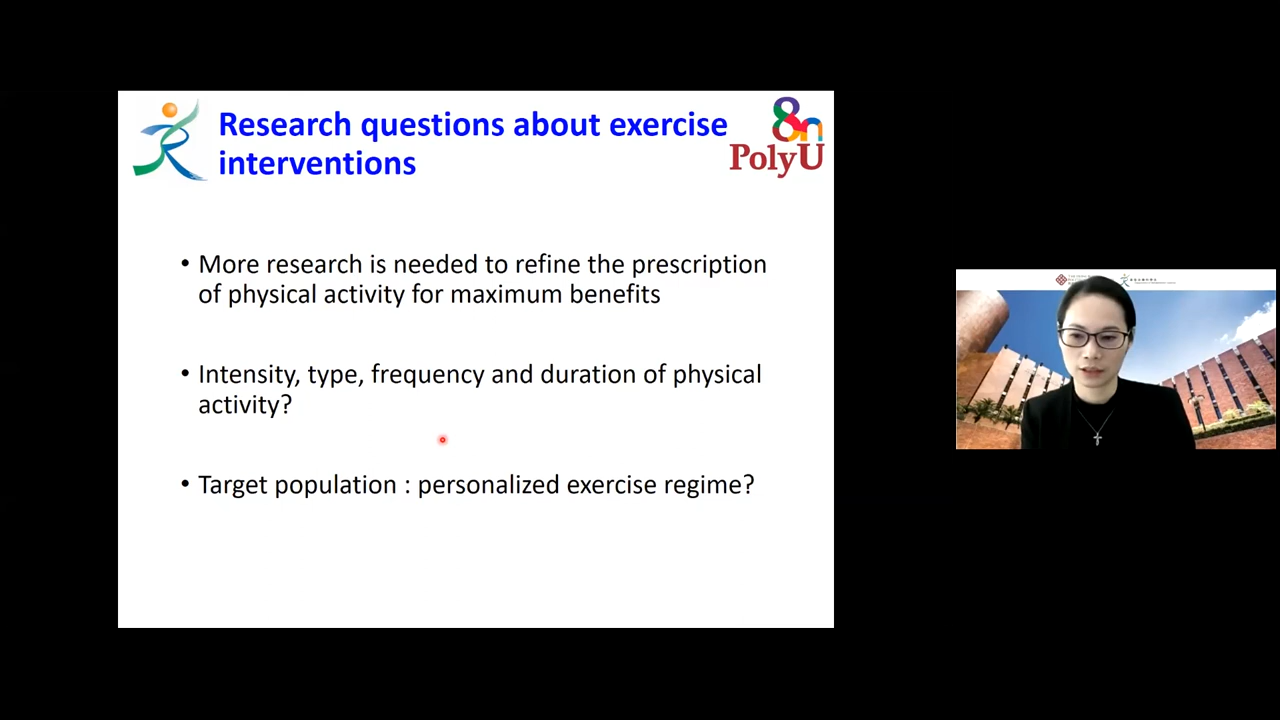 Research questions about exercise
interventions
8n
PolyU
• More research is needed to refine the prescription
of physical activity for maximum benefits
• Intensity, type, frequency and duration of physical
activity?
• Target population : personalized exercise regime?